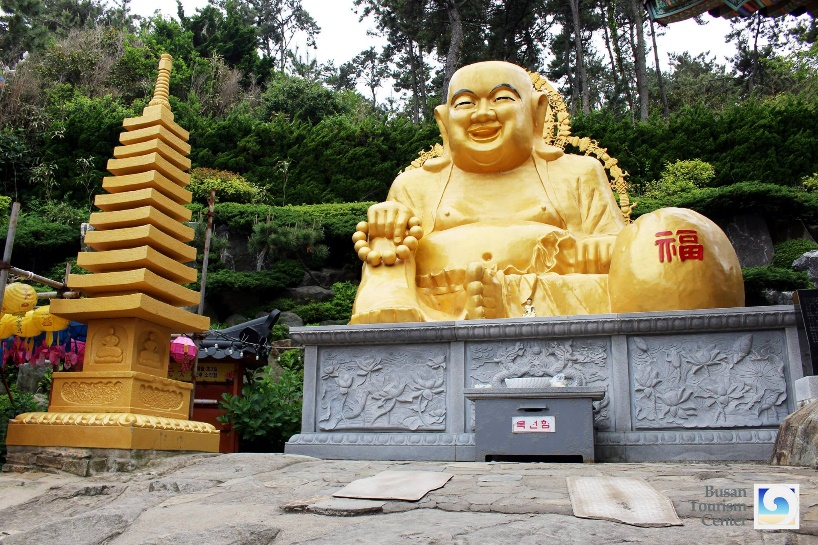 福
복전함
Busan
Tourism
Center